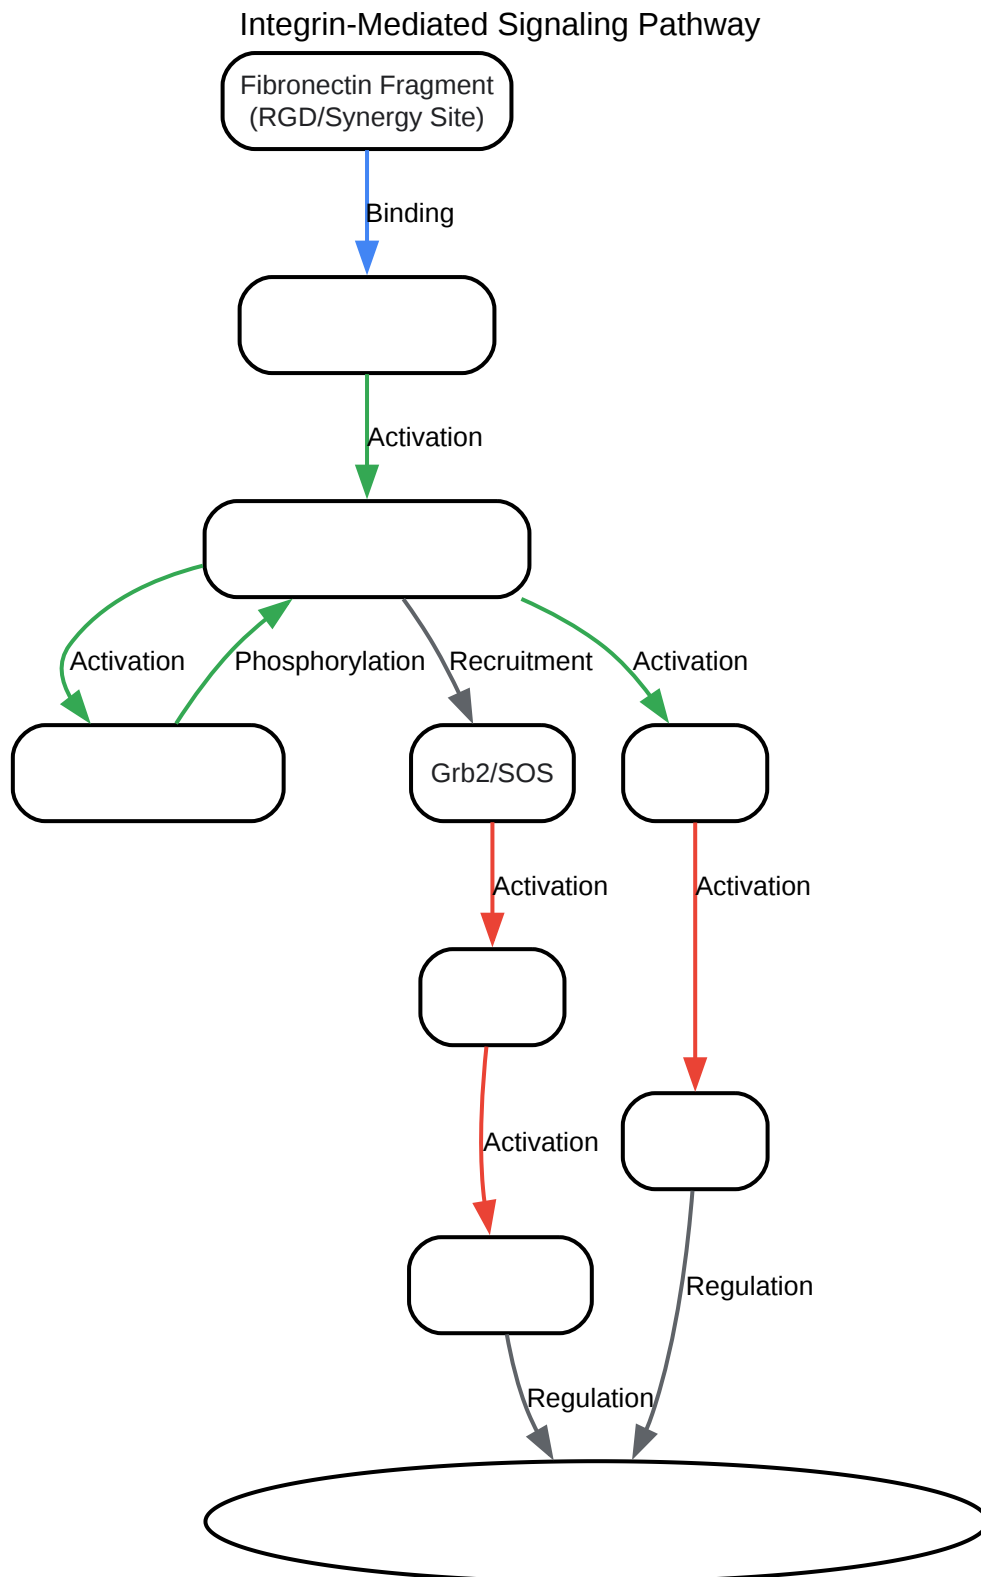 Integrin-Mediated Signaling Pathway
Fibronectin Fragment
(RGD/Synergy Site)
Binding
Activation
Activation
Phosphorylation
Recruitment
Activation
Grb2/SOS
Activation
Activation
Activation
Regulation
Regulation